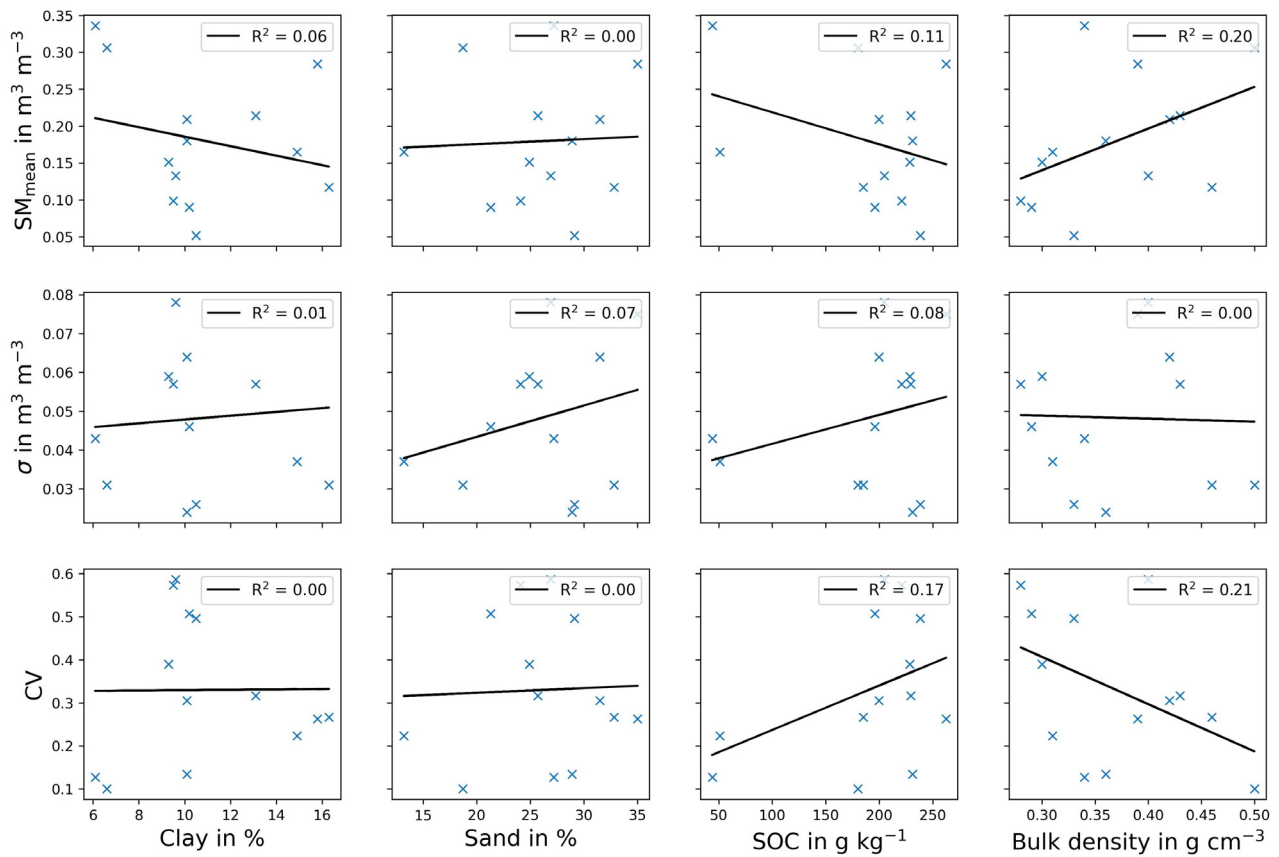 0.35
0.30
0.25
0.20
0.15
0.10
0.05
SM_mean in m³ m⁻³
R² = 0.06
R² = 0.00
R² = 0.11
R² = 0.20
0.08
0.07
0.06
0.05
0.04
0.03
σ in m³ m⁻³
R² = 0.01
R² = 0.07
R² = 0.08
R² = 0.00
0.6
0.5
0.4
0.3
0.2
0.1
CV
R² = 0.00
R² = 0.00
R² = 0.17
R² = 0.21
6 8 10 12 14 16
15 20 25 30 35
50 100 150 200 250
0.30 0.35 0.40 0.45 0.50
Clay in %
Sand in %
SOC in g kg⁻¹
Bulk density in g cm⁻³